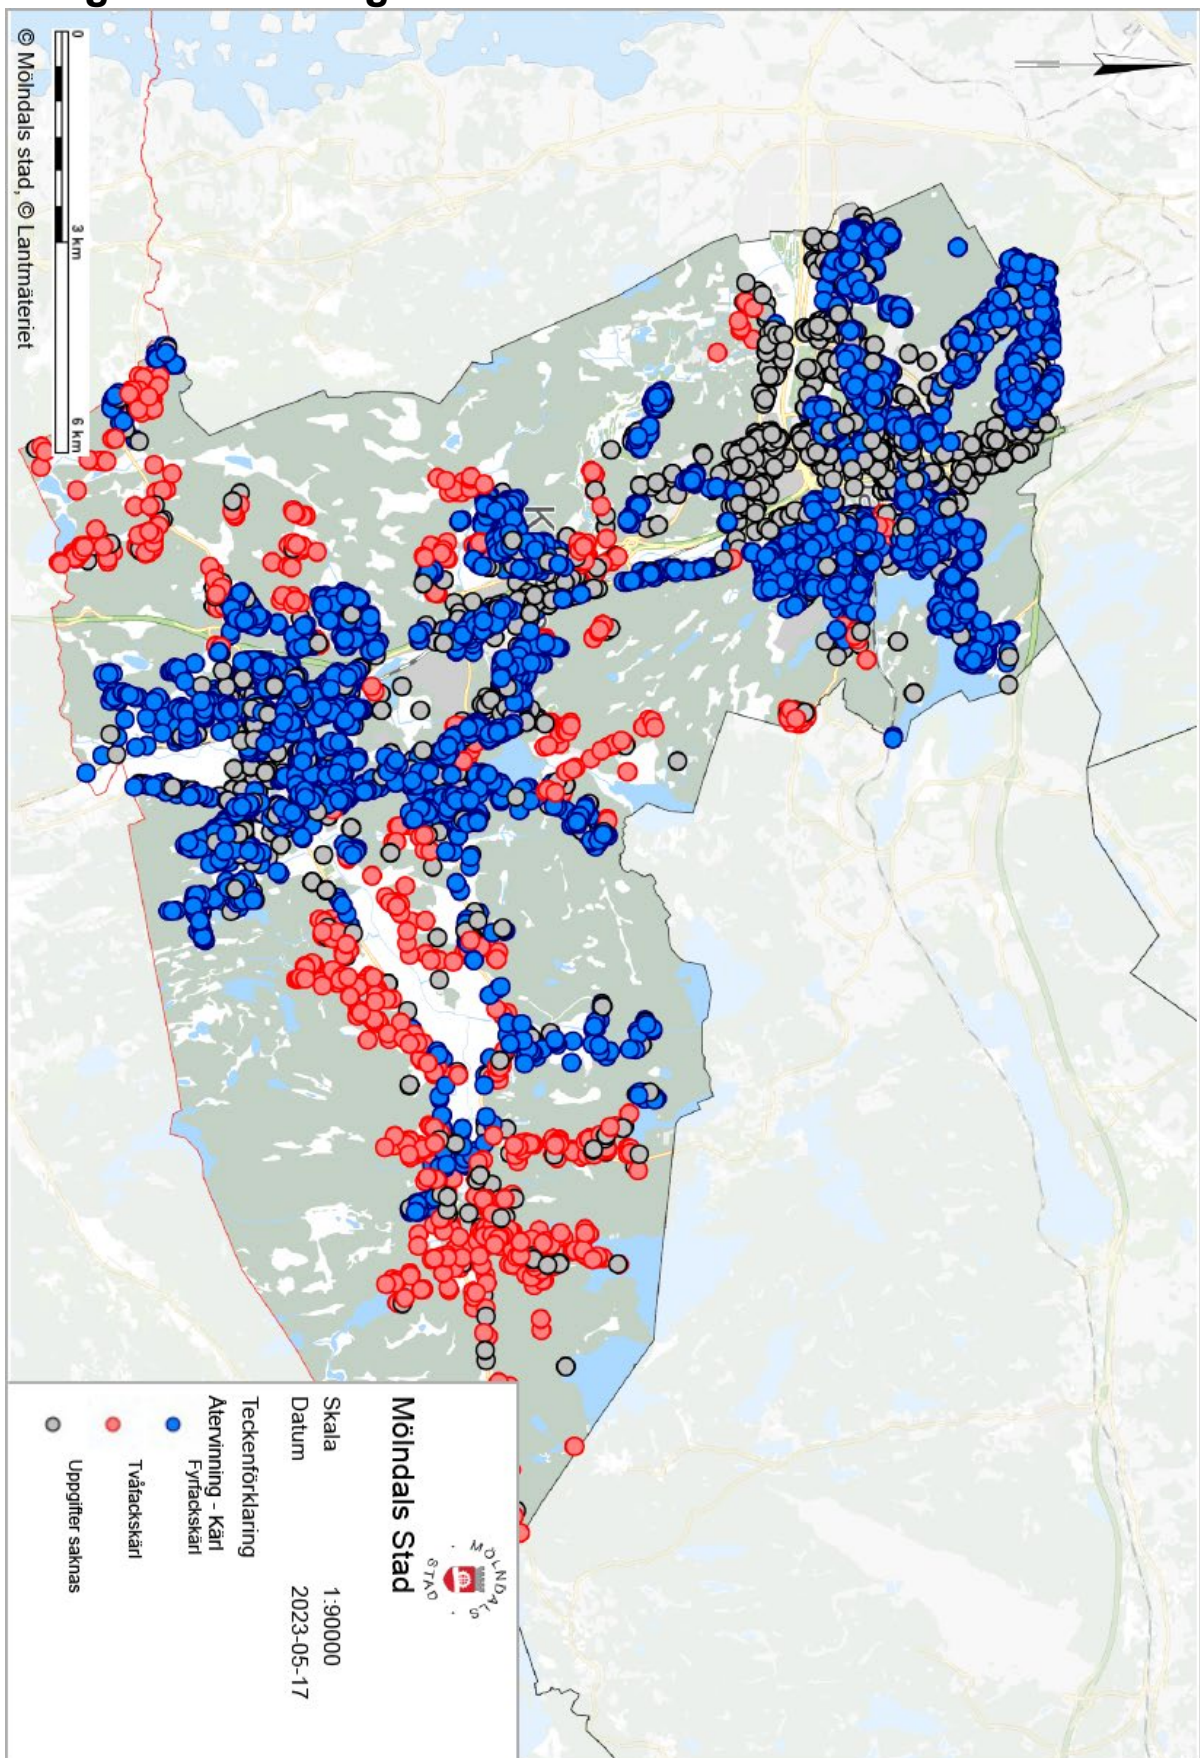 Mölndals Stad
MÖLNDALS STAD
Skala 1:90000
Datum 2023-05-17
Teckenförklaring
Återvinning - Kärl
Fyrfackskärl
Tvåfackskärl
Uppgifter saknas
K
0 3 km 6 km
© Mölndals stad, © Lantmäteriet